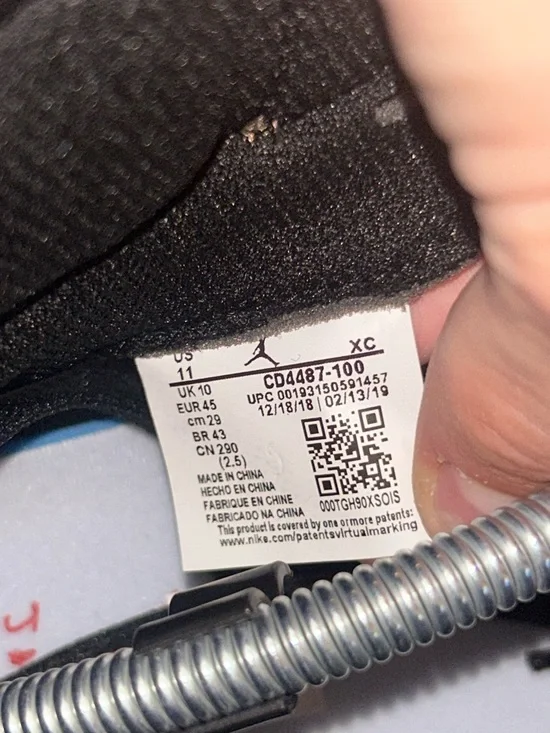 US XC
11 CD4487-100
UK 10 UPC 00193150591457
EUR 45 12/18/18 | 02/13/19
cm 29
BR 43
CN 290
(2.5)
MADE IN CHINA
HECHO EN CHINA
FABRIQUE EN CHINE
FABRICADO NA CHINA 000TGH90XSOIS
This product is covered by one or more patents:
www.nike.com/patentsvirtualmarking